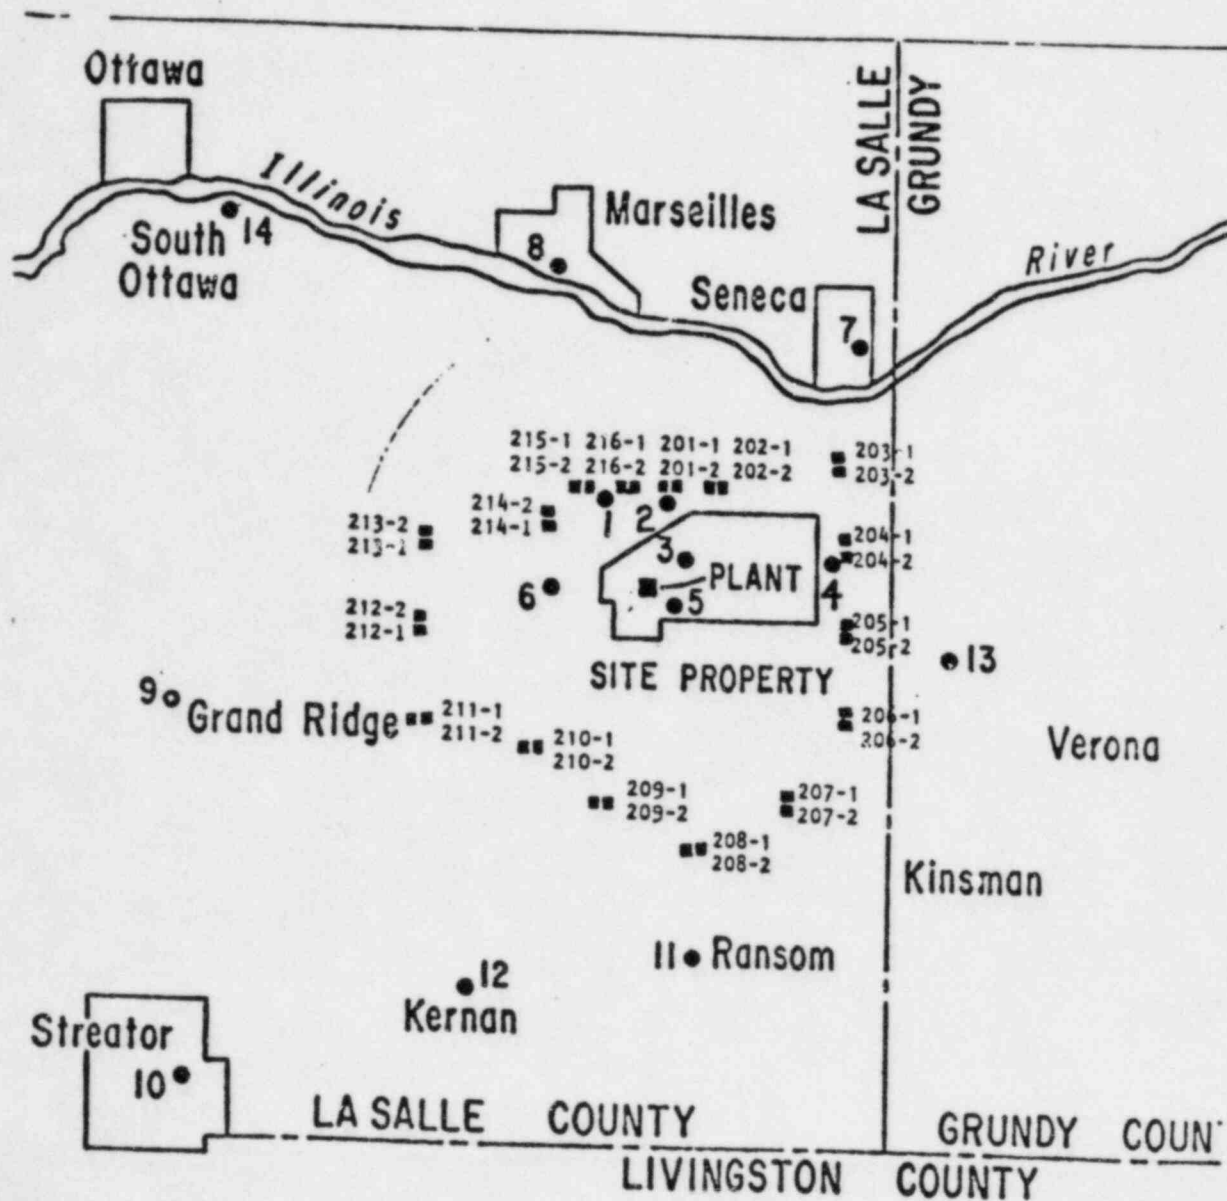 Ottawa
LA SALLE
GRUNDY
Illinois
Marseilles
14
South
Ottawa
8
River
Seneca
7
215-1 216-1 201-1 202-1
215-2 216-2 201-2 202-2
203-1
203-2
214-2
214-1
1
2
213-2
213-1
204-1
204-2
3
PLANT
4
6
5
212-2
212-1
205-1
205-2
13
SITE PROPERTY
9
Grand Ridge
211-1
211-2
206-1
206-2
210-1
210-2
Verona
209-1
209-2
207-1
207-2
208-1
208-2
Kinsman
11
Ransom
12
Kernan
Streator
10
LA SALLE COUNTY
GRUNDY COUN
LIVINGSTON COUNTY